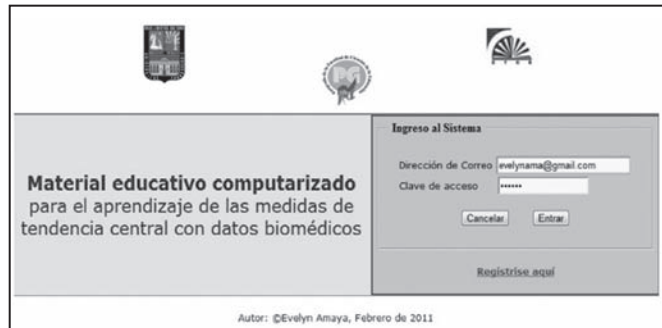 Ingreso al Sistema
Dirección de Correo evelynama@gmail.com
Clave de acceso ••••••
Cancelar Entrar
Material educativo computarizado
para el aprendizaje de las medidas de
tendencia central con datos biomédicos
Registrise aquí
Autor: ©Evelyn Amaya, Febrero de 2011